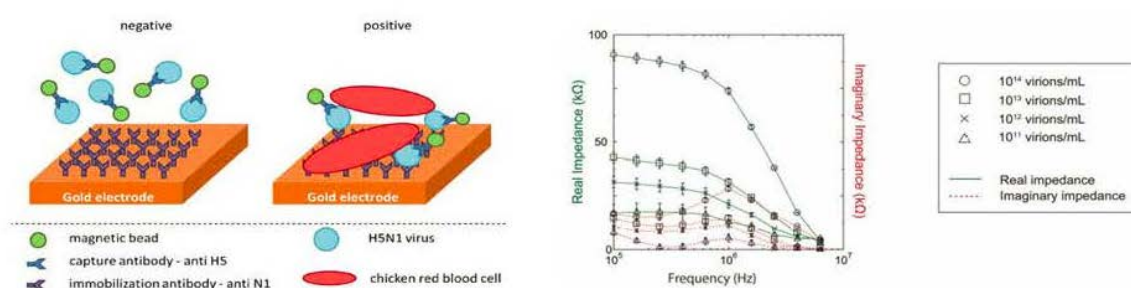 negative
positive
Gold electrode
Gold electrode
magnetic bead
capture antibody - anti H5
immobilization antibody - anti N1
H5N1 virus
chicken red blood cell
100
50
0
Real Impedance (kΩ)
Imaginary Impedance (kΩ)
10⁵
10⁶
10⁷
Frequency (Hz)
10¹⁴ virions/mL
10¹³ virions/mL
10¹² virions/mL
10¹¹ virions/mL
Real impedance
Imaginary impedance